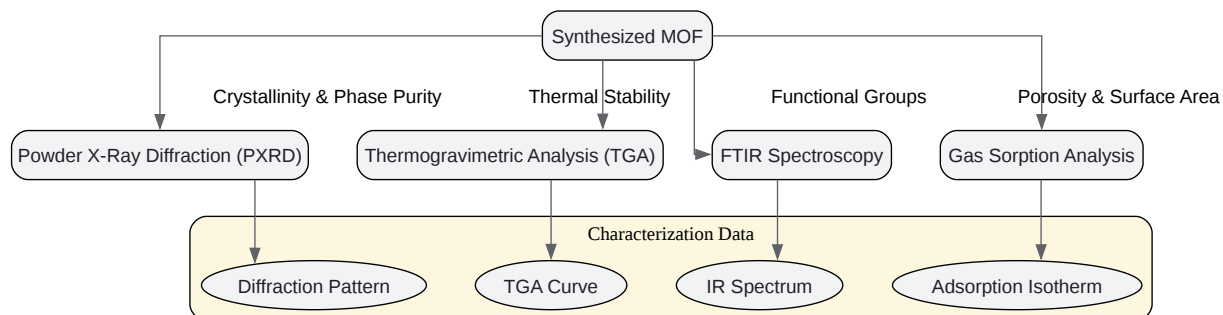 Synthesized MOF
Crystallinity & Phase Purity
Thermal Stability
Functional Groups
Porosity & Surface Area
Powder X-Ray Diffraction (PXRD)
Thermogravimetric Analysis (TGA)
FTIR Spectroscopy
Gas Sorption Analysis
Characterization Data
Diffraction Pattern
TGA Curve
IR Spectrum
Adsorption Isotherm